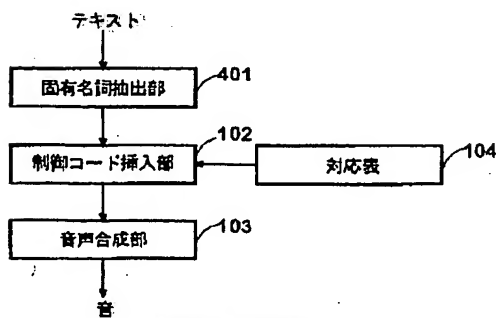 テキスト
固有名詞抽出部 401
制御コード挿入部 102
対応表 104
音声合成部 103
音